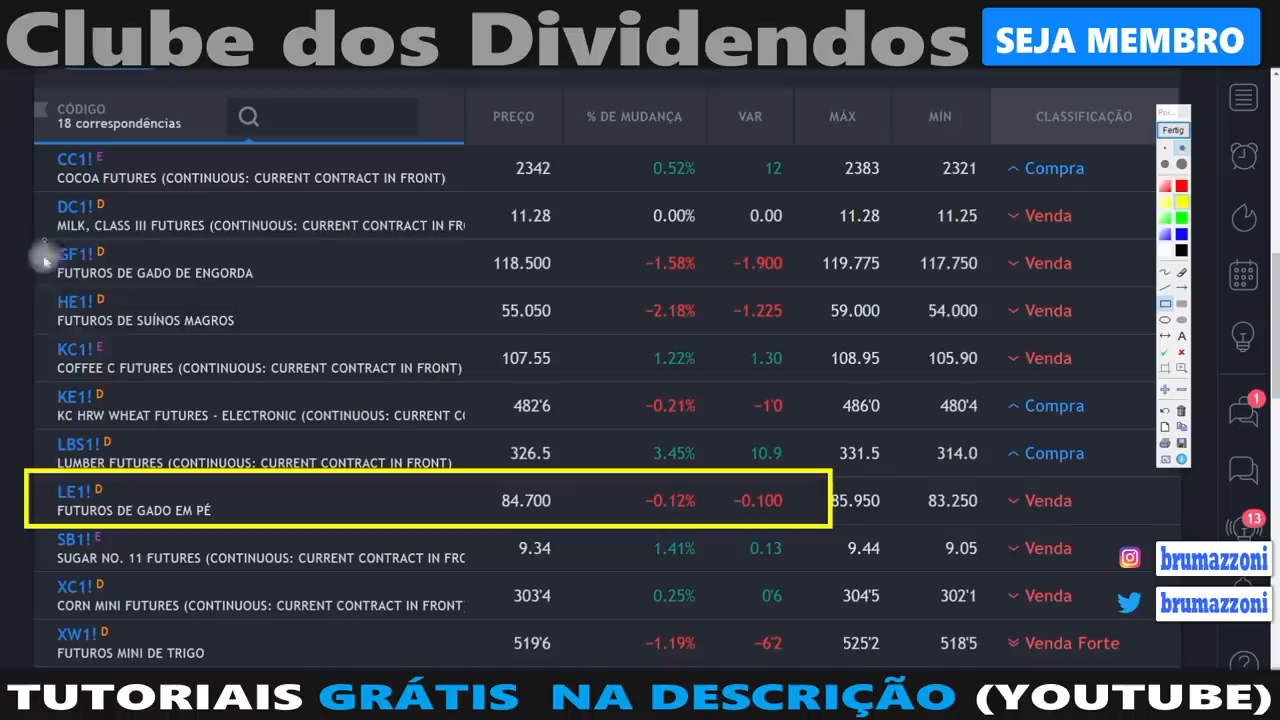 Clube dos Dividendos SEJA MEMBRO
CÓDIGO
18 correspondências
PREÇO % DE MUDANÇA VAR MÁX MÍN CLASSIFICAÇÃO
Fertig
CC1! E
COCOA FUTURES (CONTINUOUS: CURRENT CONTRACT IN FRONT)
2342 0.52% 12 2383 2321 Compra
DC1! D
MILK, CLASS III FUTURES (CONTINUOUS: CURRENT CONTRACT IN FR
11.28 0.00% 0.00 11.28 11.25 Venda
GF1! D
FUTUROS DE GADO DE ENGORDA
118.500 −1.58% −1.900 119.775 117.750 Venda
HE1! D
FUTUROS DE SUÍNOS MAGROS
55.050 −2.18% −1.225 59.000 54.000 Venda
KC1! E
COFFEE C FUTURES (CONTINUOUS: CURRENT CONTRACT IN FRONT)
107.55 1.22% 1.30 108.95 105.90 Venda
KE1! D
KC HRW WHEAT FUTURES - ELECTRONIC (CONTINUOUS: CURRENT CO
482'6 −0.21% −1'0 486'0 480'4 Compra
LBS1! D
LUMBER FUTURES (CONTINUOUS: CURRENT CONTRACT IN FRONT)
326.5 3.45% 10.9 331.5 314.0 Compra
LE1! D
FUTUROS DE GADO EM PÉ
84.700 −0.12% −0.100 85.950 83.250 Venda
SB1! E
SUGAR NO. 11 FUTURES (CONTINUOUS: CURRENT CONTRACT IN FRO
9.34 1.41% 0.13 9.44 9.05 Venda
XC1! D
CORN MINI FUTURES (CONTINUOUS: CURRENT CONTRACT IN FRONT
303'4 0.25% 0'6 304'5 302'1 Venda
XW1! D
FUTUROS MINI DE TRIGO
519'6 −1.19% −6'2 525'2 518'5 Venda Forte
1
13
brumazzoni
brumazzoni
TUTORIAIS GRÁTIS NA DESCRIÇÃO (YOUTUBE)